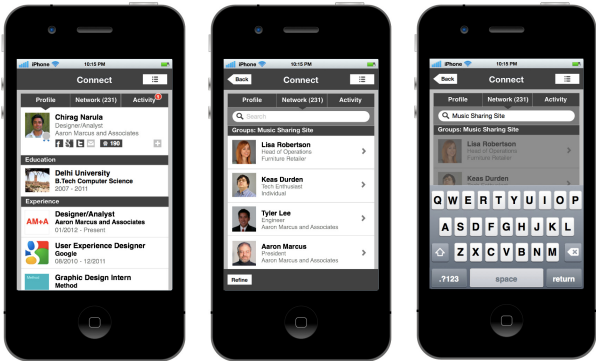 iPhone
10:15 PM
Connect
Profile
Network (231)
Activity
1
Chirag Narula
Designer/Analyst
Aaron Marcus and Associates
190
Education
Delhi University
B.Tech Computer Science
2007 - 2011
Experience
AM+A
Designer/Analyst
Aaron Marcus and Associates
01/2012 - Present
User Experience Designer
Google
08/2010 - 12/2011
Method
Graphic Design Intern
Method
iPhone
10:15 PM
Back
Connect
Profile
Network (231)
Activity
Search
Groups: Music Sharing Site
Lisa Robertson
Head of Operations
Furniture Retailer
Keas Durden
Tech Enthusiast
Individual
Tyler Lee
Engineer
Aaron Marcus and Associates
Aaron Marcus
President
Aaron Marcus and Associates
Refine
iPhone
10:15 PM
Back
Connect
Profile
Network (231)
Activity
Music Sharing Site
Groups: Music Sharing Site
Lisa Robertson
Head of Operations
Furniture Retailer
Keas Durden
Tech Enthusiast
Q W E R T Y U I O P
A S D F G H J K L
Z X C V B N M
.?123
space
return